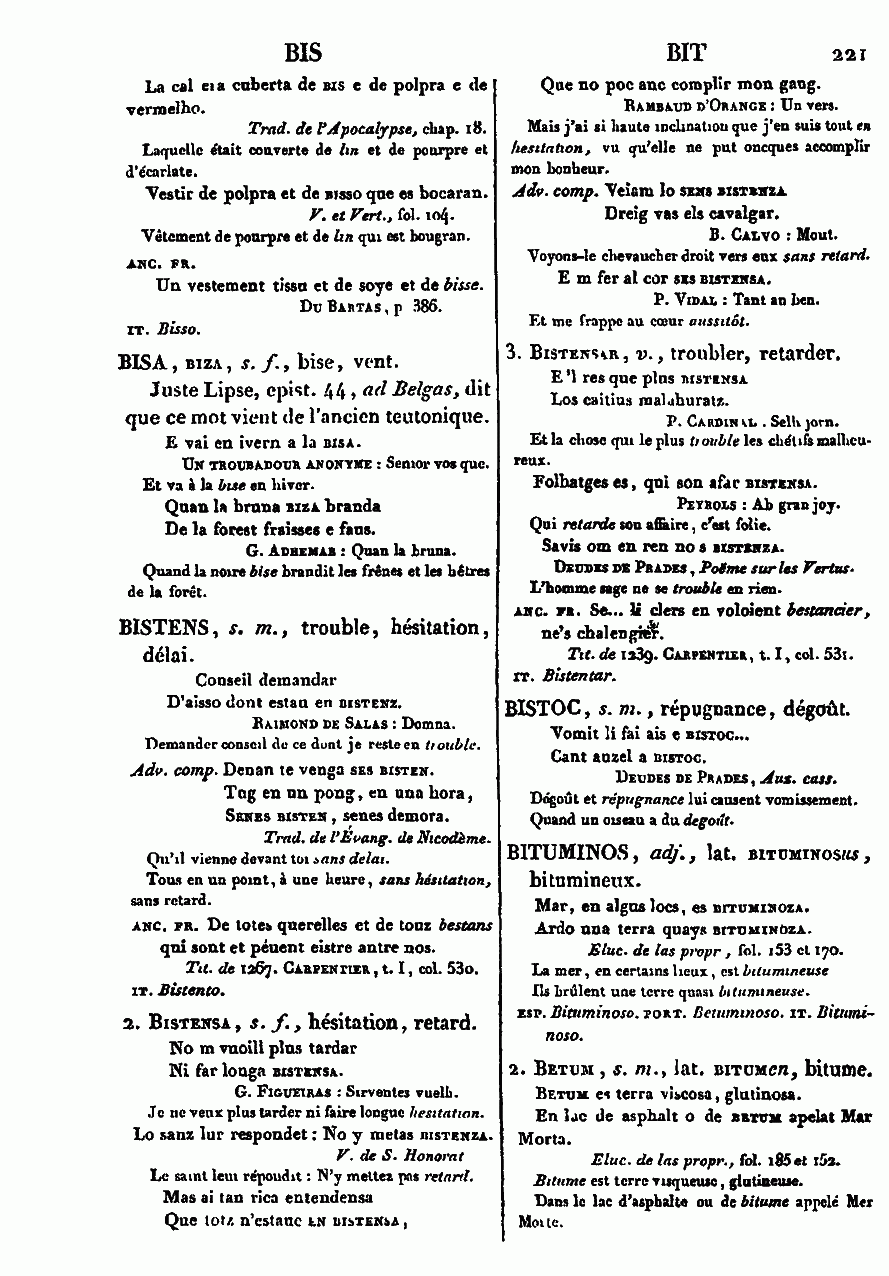 BIS
BIT 221
La cal era cuberta de BIS e de polpra e de
vermelho.
Trad. de l'Apocalypse, chap. 18.
Laquelle était couverte de lin et de pourpre et
d'écarlate.
Vestir de polpra et de BISSO que es bocaran.
V. et Vert., fol. 104.
Vêtement de pourpre et de lin qui est bougran.
ANC. FR.
Un vestement tissu et de soye et de bisse.
DU BARTAS, p 386.
IT. Bisso.
BISA, BIZA, s. f., bise, vent.
Juste Lipse, epist. 44, ad Belgas, dit
que ce mot vient de l'ancien teutonique.
E vai en ivern a la BISA.
UN TROUBADOUR ANONYME : Senior vos que.
Et va à la bise en hiver.
Quan la bruna BIZA branda
De la forest fraisses e faus.
G. ADHEMAR : Quan la bruna.
Quand la noire bise brandit les frênes et les hêtres
de la forêt.
BISTENS, s. m., trouble, hésitation,
délai.
Conseil demandar
D'aisso dont estau en BISTENZ.
RAIMOND DE SALAS : Domna.
Demander conseil de ce dont je reste en trouble.
Adv. comp. Denan te venga SES BISTEN.
Tug en un pong, en una hora,
SENES BISTEN, senes demora.
Trad. de l'Évang. de Nicodème.
Qu'il vienne devant toi sans delai.
Tous en un point, à une heure, sans hésitation,
sans retard.
ANC. FR. De totes querelles et de touz bestans
qui sont et péuent eistre antre nos.
Tit. de 1267. CARPENTIER, t. I, col. 530.
IT. Bistento.
2. BISTENSA, s. f., hésitation, retard.
No m vuoill plus tardar
Ni far longa BISTENSA.
G. FIGUEIRAS : Sirventes vuelh.
Je ne veux plus tarder ni faire longue hesitation.
Lo sanz lur respondet : No y metas BISTENZA.
V. de S. Honorat
Le saint leur répoudit : N'y mettez pas retard.
Mas ai tan rica entendensa
Que totz n'estauc EN BISTENSA,
Que no poc anc complir mon gaug.
RAMBAUD D'ORANGE : Un vers.
Mais j'ai si haute inclination que j'en suis tout en
hesitation, vu qu'elle ne put oncques accomplir
mon bonheur.
Adv. comp. Veiam lo SENS BISTENZA
Dreig vas els cavalgar.
B. CALVO : Mout.
Voyons-le chevaucher droit vers eux sans retard.
E m fer al cor SES BISTENSA.
P. VIDAL : Tant an ben.
Et me frappe au cœur aussitôt.
3. BISTENSAR, v., troubler, retarder.
E 'l res que plus BISTENSA
Los caitius malahuratz.
P. CARDINAL. Selh jorn.
Et la chose qui le plus trouble les chétifs malheu-
reux.
Folhatges es, qui son afar BISTENSA.
PEYROLS : Ab gran joy.
Qui retarde son affaire, c'est folie.
Savis om en ren no s BISTENZA.
DEUDES DE PRADES, Poëme sur les Vertus.
L'homme sage ne se trouble en rien.
ANC. FR. Se... li clers en voloient bestancier,
ne's chalengier.
Tit. de 1239. CARPENTIER, t. I, col. 531.
IT. Bistentar.
BISTOC, s. m., répugnance, dégoût.
Vomit li fai ais e BISTOC...
Cant auzel a BISTOC.
DEUDES DE PRADES, Aus. cass.
Dégoût et répugnance lui causent vomissement.
Quand un oiseau a du degoût.
BITUMINOS, adj., lat. BITUMINOSUS,
bitumineux.
Mar, en algus locs, es BITUMINOZA.
Ardo una terra quays BITUMINOZA.
Eluc. de las propr, fol. 153 et 170.
La mer, en certains lieux, est bitumineuse
Ils brûlent une terre quasi bitumineuse.
ESP. Bituminoso. PORT. Betuminoso. IT. Bitumi-
noso.
2. BETUM, s. m., lat. BITUMEN, bitume.
BETUM es terra viscosa, glutinosa.
En lac de asphalt o de BETUM apelat Mar
Morta.
Eluc. de las propr., fol. 185 et 152.
Bitume est terre visqueuse, glutineuse.
Dans le lac d'asphalte ou de bitume appelé Mer
Morte.